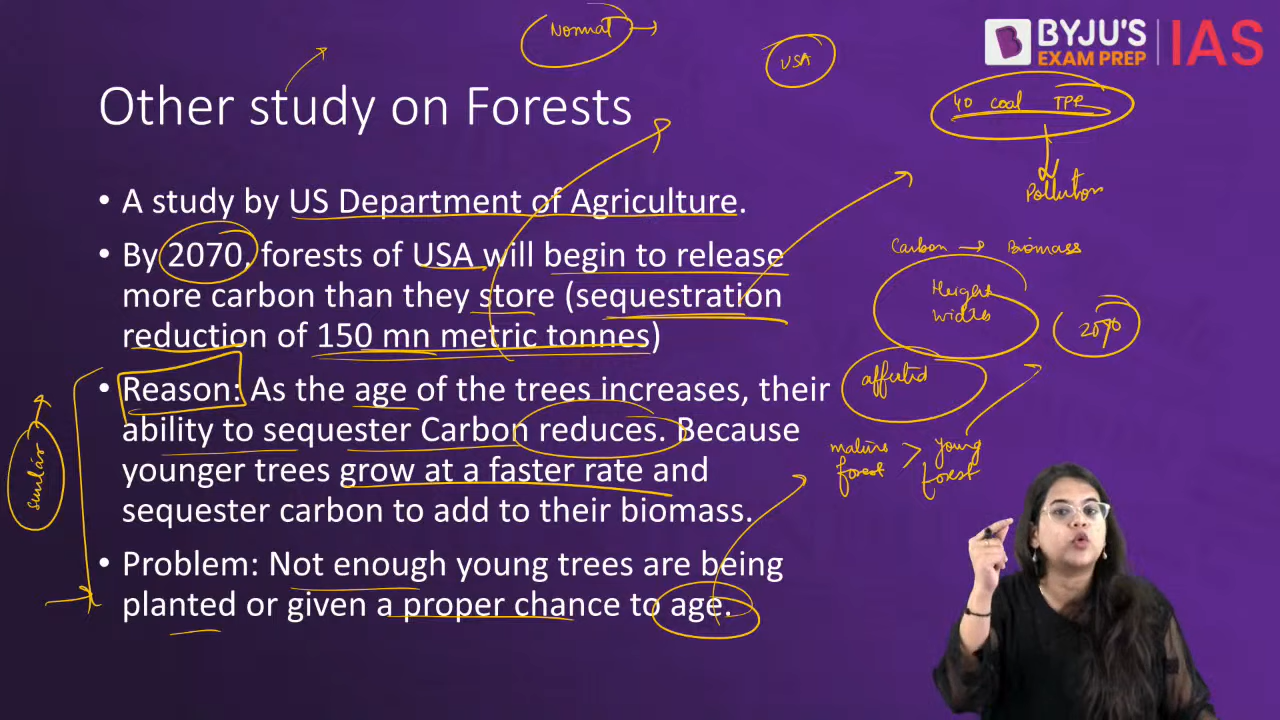 Normal
USA
BYJU'S
EXAM PREP
IAS
Other study on Forests
40 coal TPP
Pollution
• A study by US Department of Agriculture.
• By 2070, forests of USA will begin to release
more carbon than they store (sequestration
reduction of 150 mn metric tonnes)
Carbon → Biomass
Height
Width
2070
• Reason: As the age of the trees increases, their
ability to sequester Carbon reduces. Because
younger trees grow at a faster rate and
sequester carbon to add to their biomass.
affected
mature > young
forest forest
similar
• Problem: Not enough young trees are being
planted or given a proper chance to age.